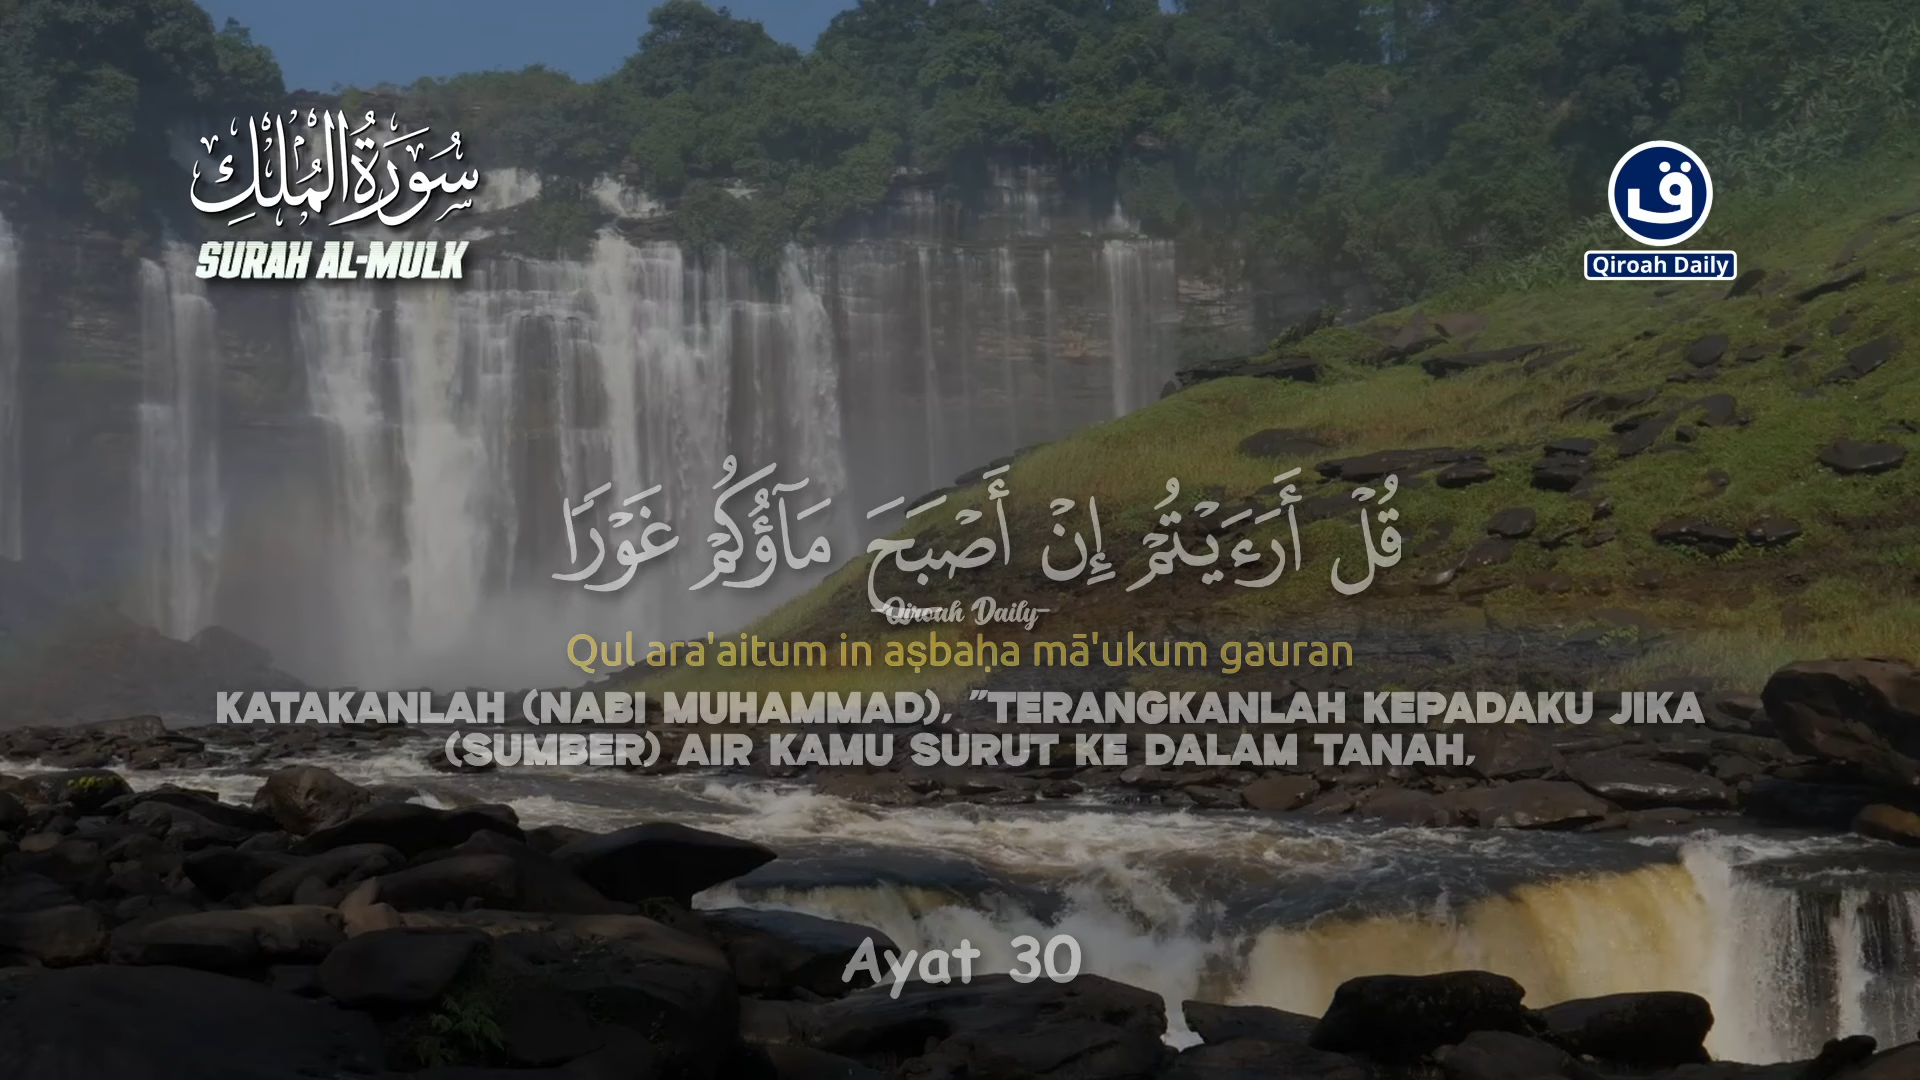 سُورَةُ الْمُلْكِ
SURAH AL-MULK
ق
Qiroah Daily
قُلْ أَرَءَيْتُمْ إِنْ أَصْبَحَ مَآؤُكُمْ غَوْرًا
-Qiroah Daily-
Qul ara'aitum in aṣbaḥa mā'ukum gauran
KATAKANLAH (NABI MUHAMMAD), "TERANGKANLAH KEPADAKU JIKA
(SUMBER) AIR KAMU SURUT KE DALAM TANAH,
Ayat 30